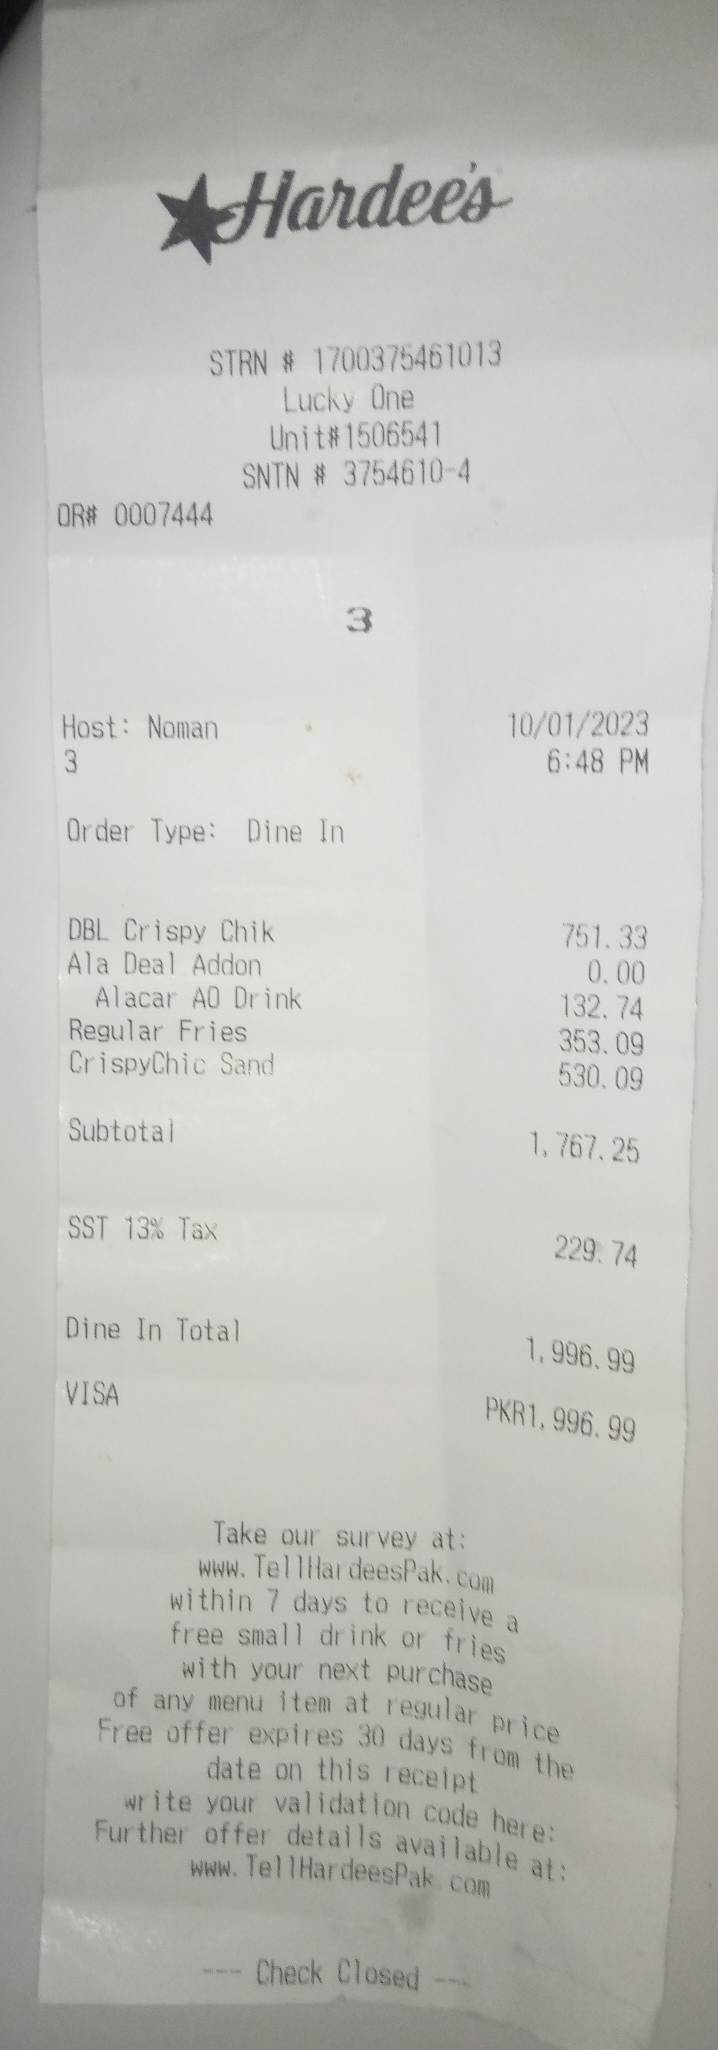 Hardee's
STRN # 1700375461013
Lucky One
Unit#1506541
SNTN # 3754610-4
OR# 0007444
3
Host: Noman 10/01/2023
3 6:48 PM
Order Type: Dine In
DBL Crispy Chik 751.33
Ala Deal Addon 0.00
Alacar AO Drink 132.74
Regular Fries 353.09
CrispyChic Sand 530.09
Subtotal 1,767.25
SST 13% Tax 229.74
Dine In Total 1,996.99
VISA PKR1,996.99
Take our survey at:
www.TellHardeesPak.com
within 7 days to receive a
free small drink or fries
with your next purchase
of any menu item at regular price
Free offer expires 30 days from the
date on this receipt
write your validation code here:
Further offer details available at:
www.TellHardeesPak.com
--- Check Closed ---